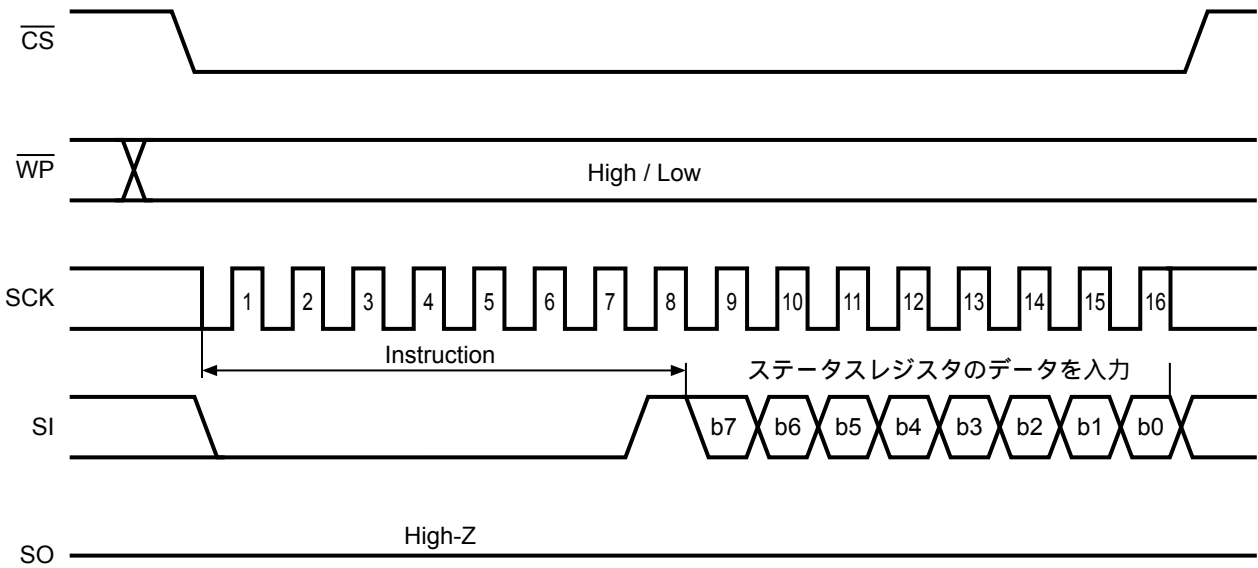 C̅S̅
W̅P̅
High / Low
SCK
1 2 3 4 5 6 7 8 9 10 11 12 13 14 15 16
Instruction
ステータスレジスタのデータを入力
SI
b7 b6 b5 b4 b3 b2 b1 b0
High-Z
SO